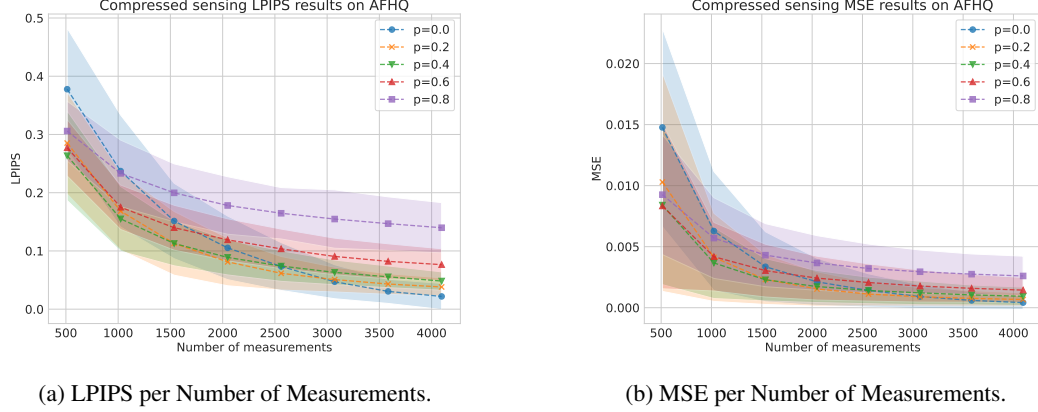 Compressed sensing LPIPS results on AFHQ
0.5
0.4
0.3
0.2
0.1
0.0
LPIPS
p=0.0
p=0.2
p=0.4
p=0.6
p=0.8
500 1000 1500 2000 2500 3000 3500 4000
Number of measurements
(a) LPIPS per Number of Measurements.
Compressed sensing MSE results on AFHQ
0.020
0.015
0.010
0.005
0.000
MSE
p=0.0
p=0.2
p=0.4
p=0.6
p=0.8
500 1000 1500 2000 2500 3000 3500 4000
Number of measurements
(b) MSE per Number of Measurements.